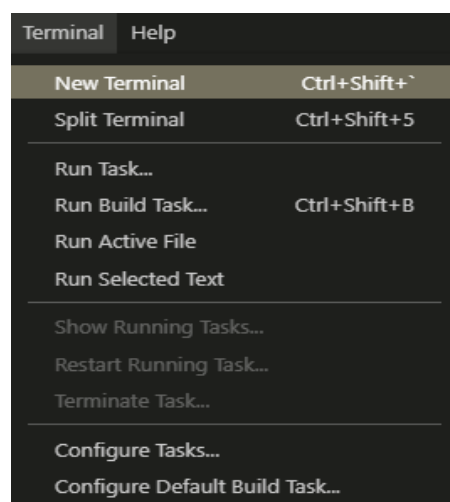 Terminal Help
New Terminal Ctrl+Shift+`
Split Terminal Ctrl+Shift+5
Run Task...
Run Build Task... Ctrl+Shift+B
Run Active File
Run Selected Text
Show Running Tasks...
Restart Running Task...
Terminate Task...
Configure Tasks...
Configure Default Build Task...